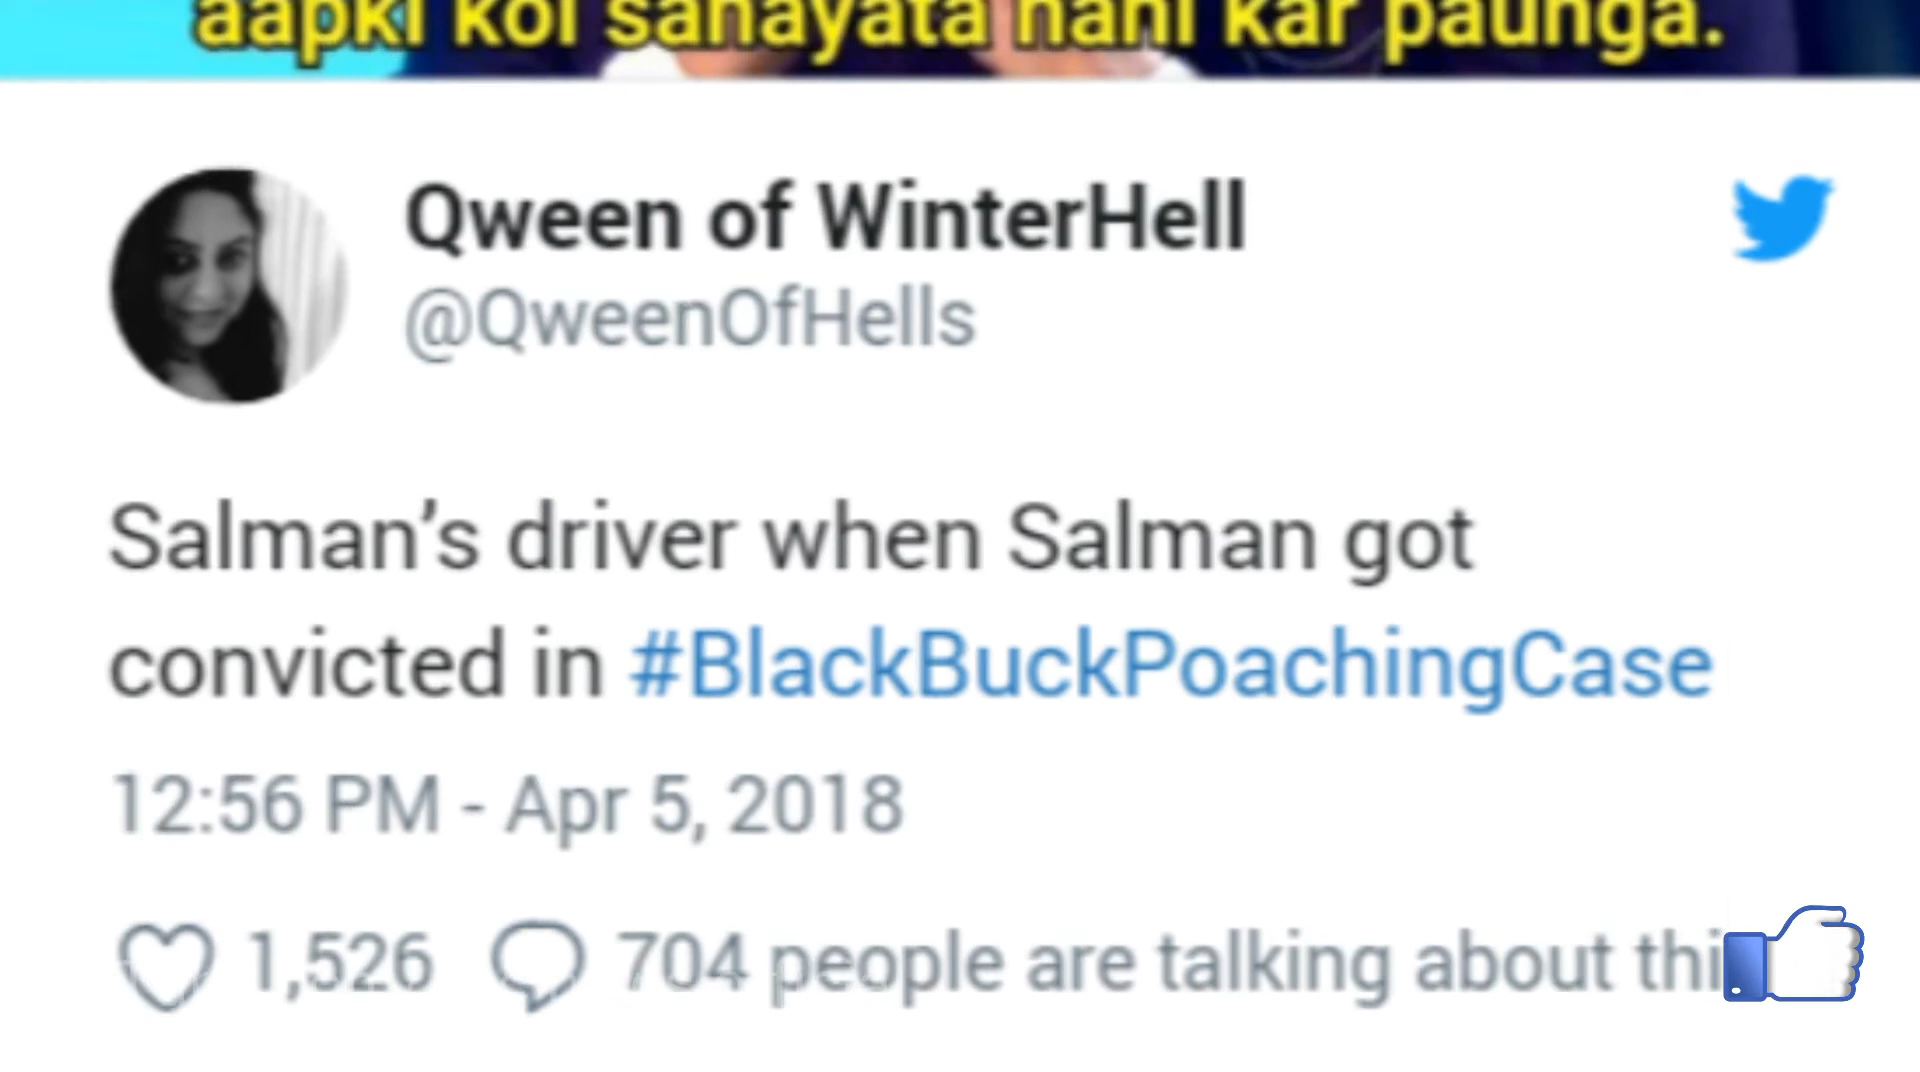 aapki koi sahayata nahi kar paunga.
Qween of WinterHell
@QweenOfHells
Salman's driver when Salman got
convicted in #BlackBuckPoachingCase
12:56 PM - Apr 5, 2018
1,526 704 people are talking about thi